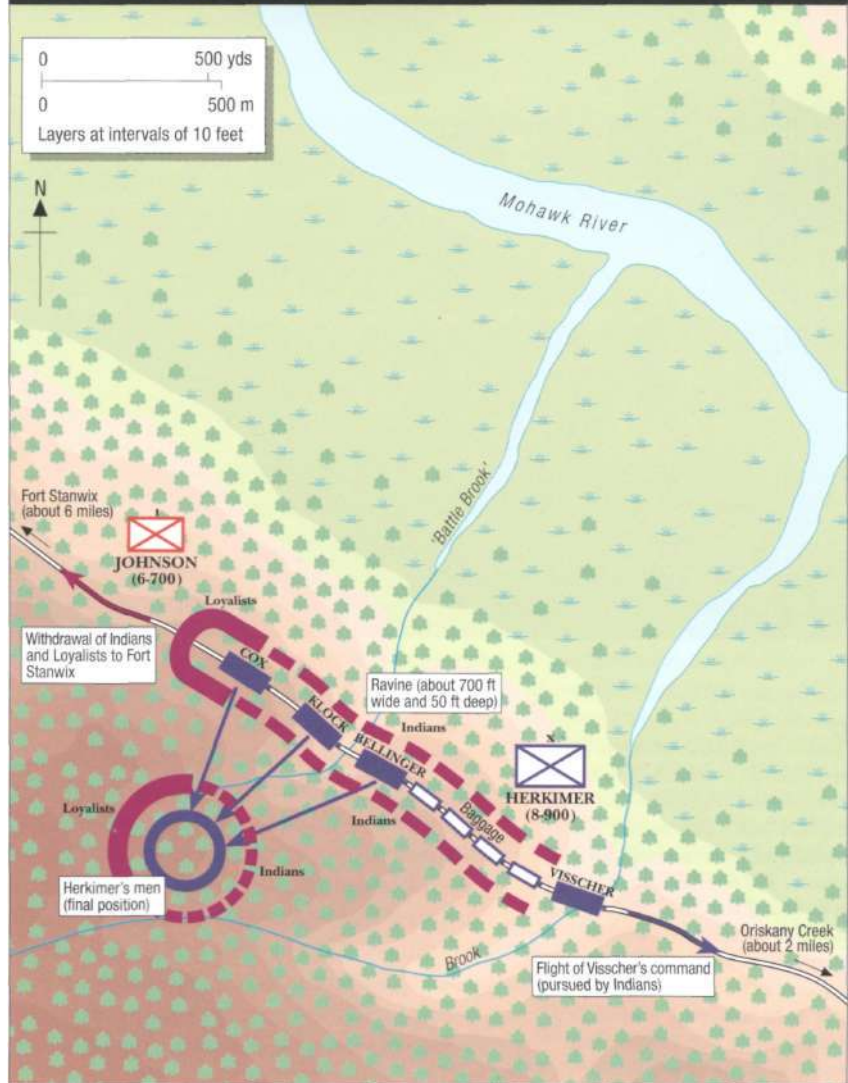 0 500 yds
0 500 m
Layers at intervals of 10 feet
N
Mohawk River
'Battle Brook'
Fort Stanwix
(about 6 miles)
I
JOHNSON
(6-700)
Loyalists
Withdrawal of Indians
and Loyalists to Fort
Stanwix
COX
KLOCK
BELLINGER
Ravine (about 700 ft
wide and 50 ft deep)
Indians
X
HERKIMER
(8-900)
Baggage
VISSCHER
Loyalists
Indians
Indians
Herkimer's men
(final position)
Brook
Oriskany Creek
(about 2 miles)
Flight of Visscher's command
(pursued by Indians)